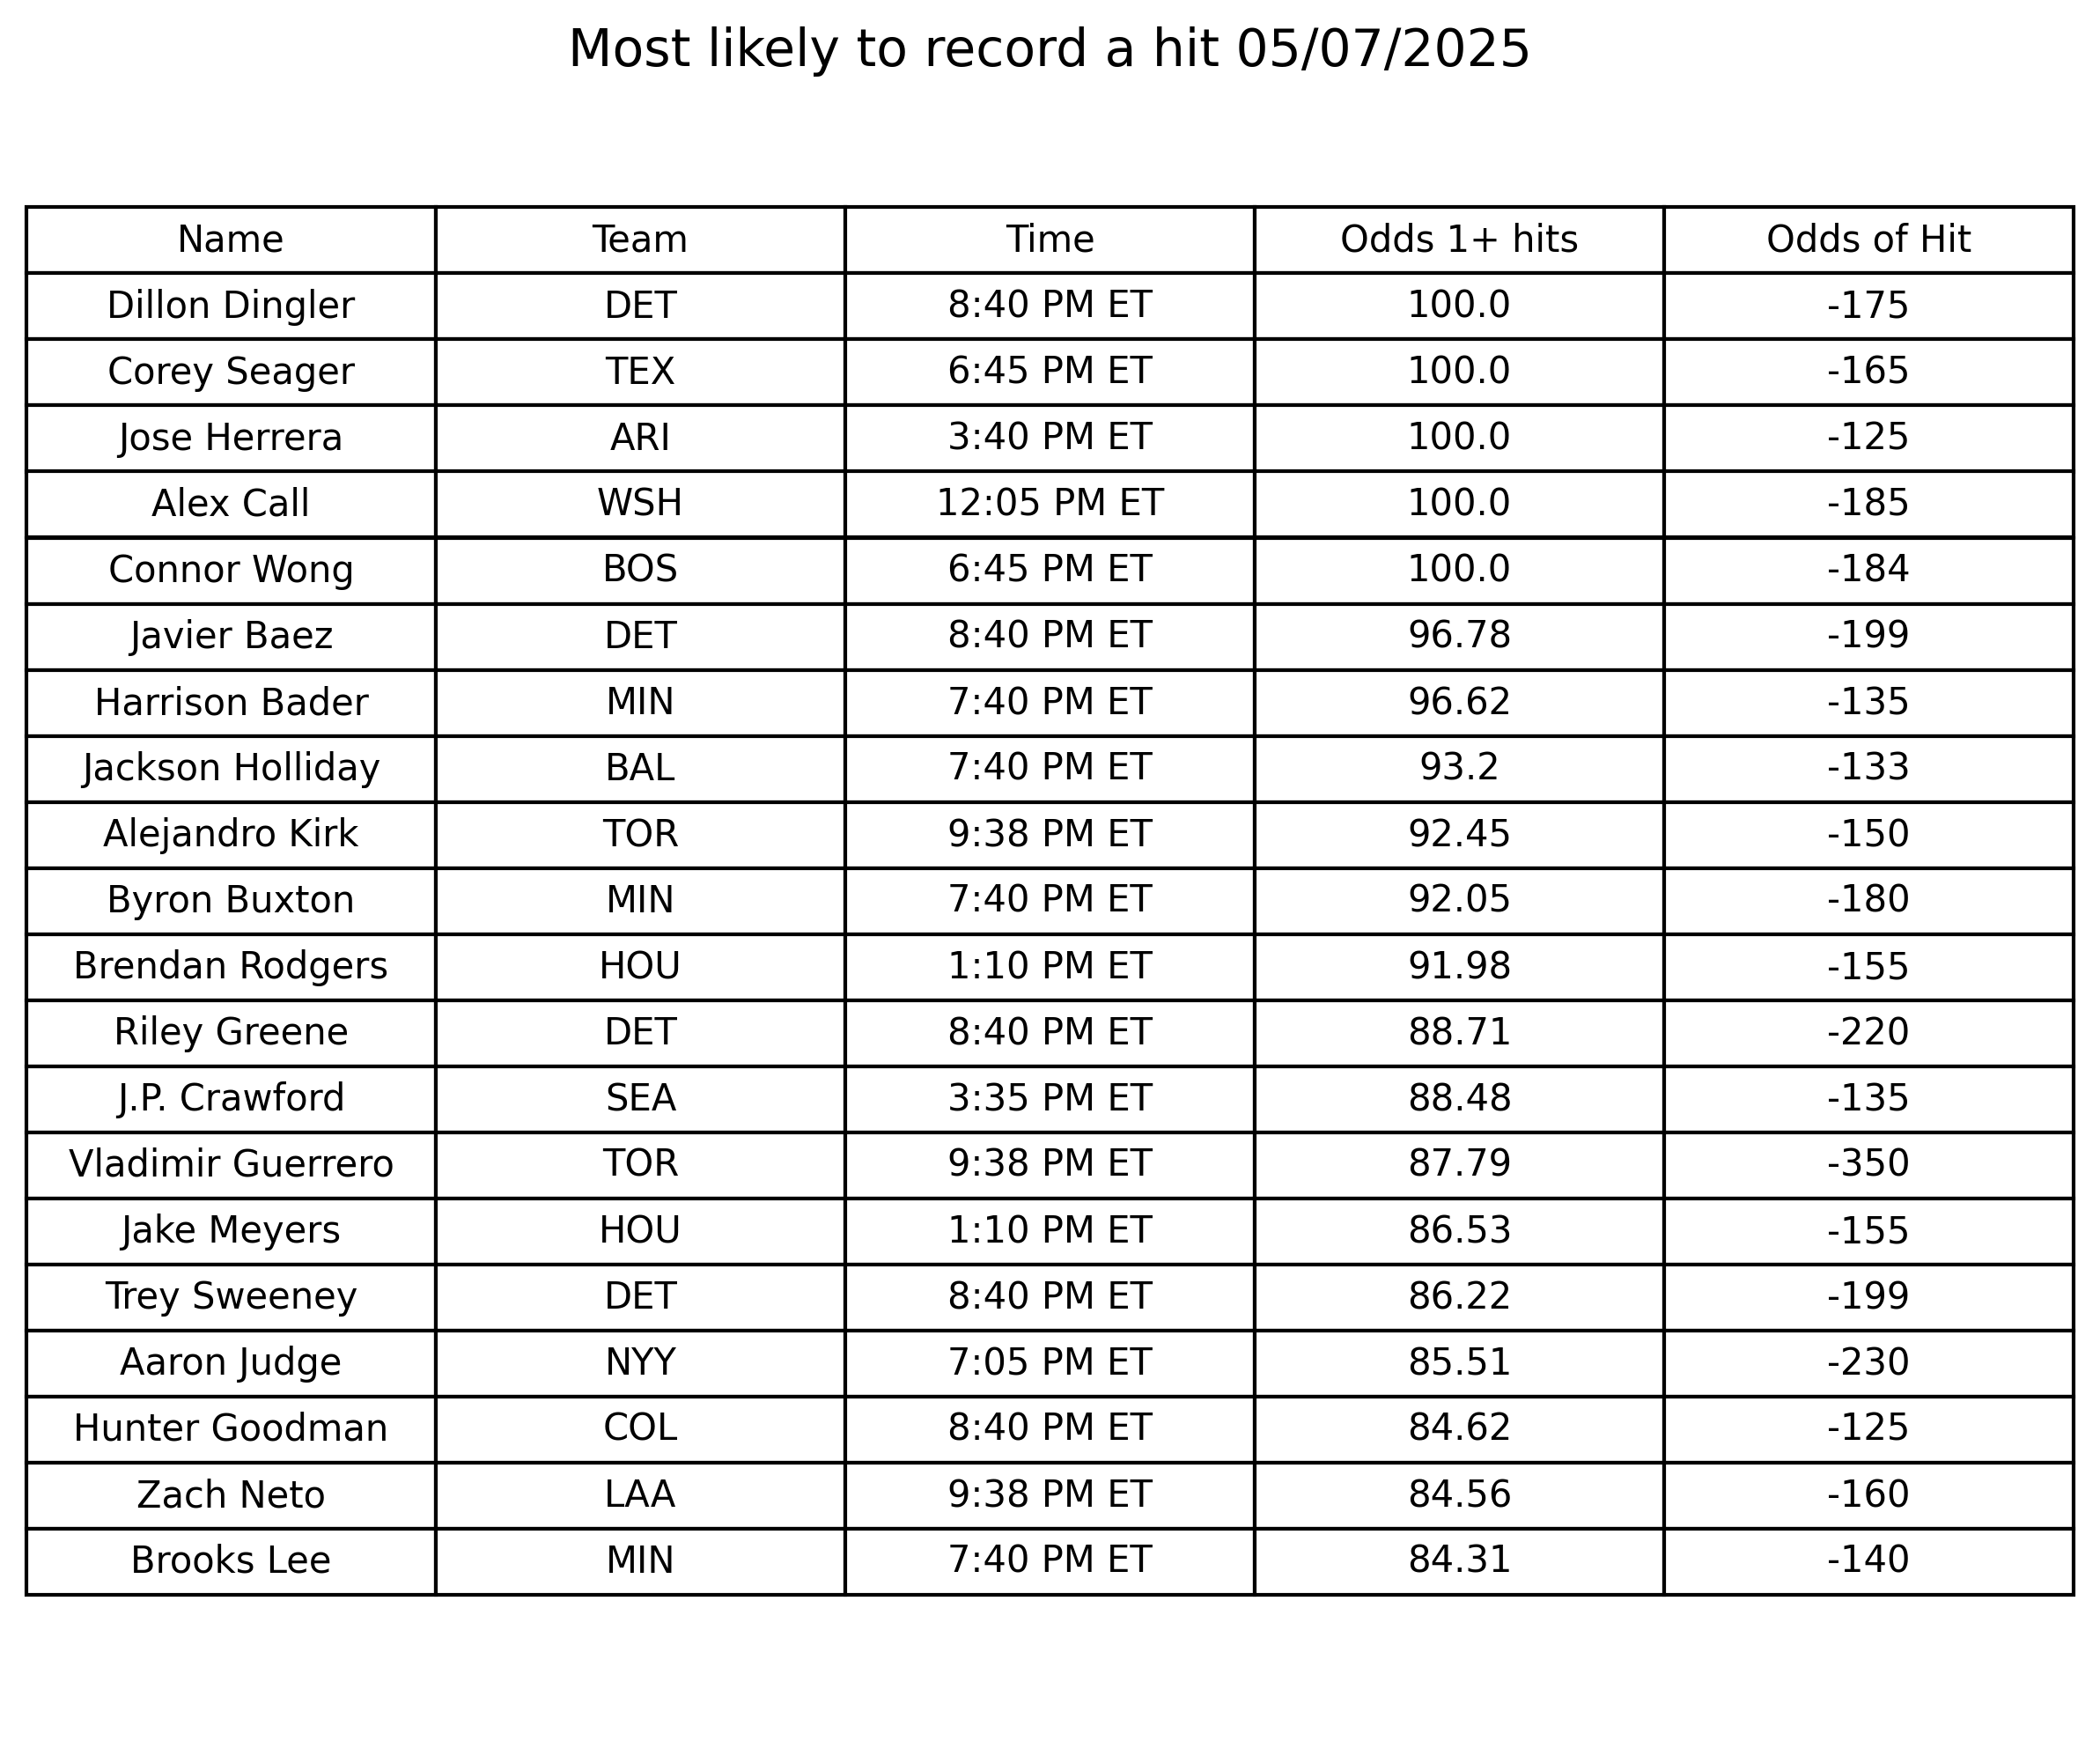 Most likely to record a hit 05/07/2025
Name Team Time Odds 1+ hits Odds of Hit
Dillon Dingler DET 8:40 PM ET 100.0 -175
Corey Seager TEX 6:45 PM ET 100.0 -165
Jose Herrera ARI 3:40 PM ET 100.0 -125
Alex Call WSH 12:05 PM ET 100.0 -185
Connor Wong BOS 6:45 PM ET 100.0 -184
Javier Baez DET 8:40 PM ET 96.78 -199
Harrison Bader MIN 7:40 PM ET 96.62 -135
Jackson Holliday BAL 7:40 PM ET 93.2 -133
Alejandro Kirk TOR 9:38 PM ET 92.45 -150
Byron Buxton MIN 7:40 PM ET 92.05 -180
Brendan Rodgers HOU 1:10 PM ET 91.98 -155
Riley Greene DET 8:40 PM ET 88.71 -220
J.P. Crawford SEA 3:35 PM ET 88.48 -135
Vladimir Guerrero TOR 9:38 PM ET 87.79 -350
Jake Meyers HOU 1:10 PM ET 86.53 -155
Trey Sweeney DET 8:40 PM ET 86.22 -199
Aaron Judge NYY 7:05 PM ET 85.51 -230
Hunter Goodman COL 8:40 PM ET 84.62 -125
Zach Neto LAA 9:38 PM ET 84.56 -160
Brooks Lee MIN 7:40 PM ET 84.31 -140